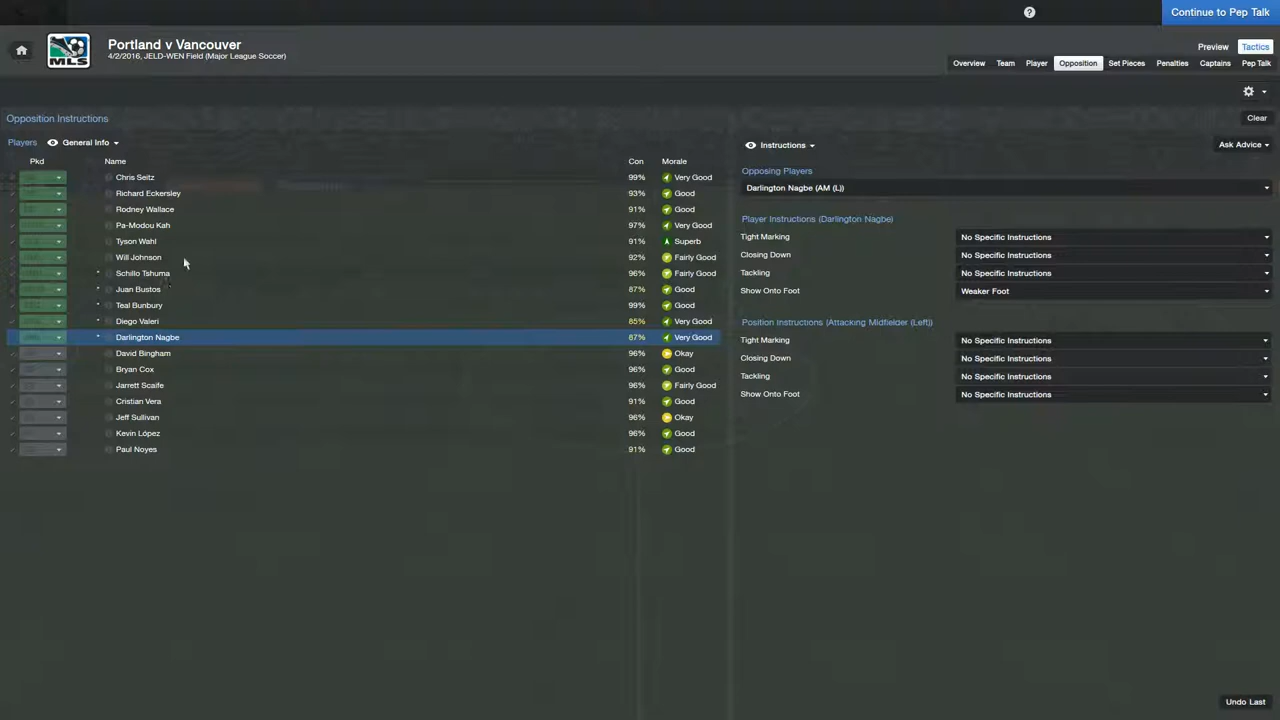 Continue to Pep Talk
Portland v Vancouver
4/2/2016, JELD-WEN Field (Major League Soccer)
MLS
Preview Tactics
Overview Team Player Opposition Set Pieces Penalties Captains Pep Talk
Opposition Instructions
Clear
Players General Info
Instructions
Ask Advice
Pkd Name Con Morale
Chris Seitz 99% Very Good
Richard Eckersley 93% Good
Rodney Wallace 91% Good
Pa-Modou Kah 97% Very Good
Tyson Wahl 91% Superb
Will Johnson 92% Fairly Good
Schillo Tshuma 96% Fairly Good
Juan Bustos 87% Good
Teal Bunbury 99% Good
Diego Valeri 85% Very Good
Darlington Nagbe 87% Very Good
David Bingham 96% Okay
Bryan Cox 96% Good
Jarrett Scaife 96% Fairly Good
Cristian Vera 91% Good
Jeff Sullivan 96% Okay
Kevin López 96% Good
Paul Noyes 91% Good
Opposing Players
Darlington Nagbe (AM (L))
Player Instructions (Darlington Nagbe)
Tight Marking No Specific Instructions
Closing Down No Specific Instructions
Tackling No Specific Instructions
Show Onto Foot Weaker Foot
Position Instructions (Attacking Midfielder (Left))
Tight Marking No Specific Instructions
Closing Down No Specific Instructions
Tackling No Specific Instructions
Show Onto Foot No Specific Instructions
Undo Last